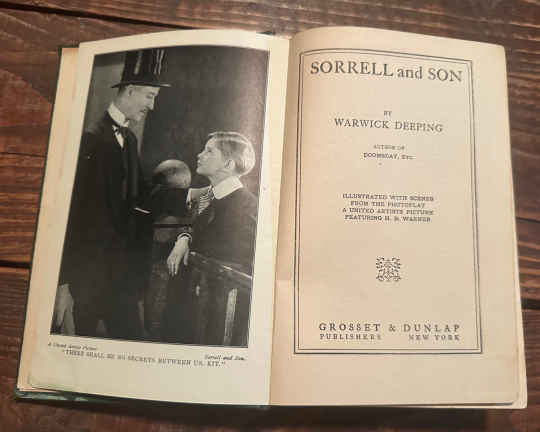 A United Artists Picture.
Sorrell and Son.
"THERE SHALL BE NO SECRETS BETWEEN US, KIT."
SORRELL and SON
BY
WARWICK DEEPING
AUTHOR OF
DOOMSDAY, ETC.
ILLUSTRATED WITH SCENES
FROM THE PHOTOPLAY
A UNITED ARTISTS PICTURE
FEATURING H. B. WARNER
GROSSET & DUNLAP
PUBLISHERS NEW YORK